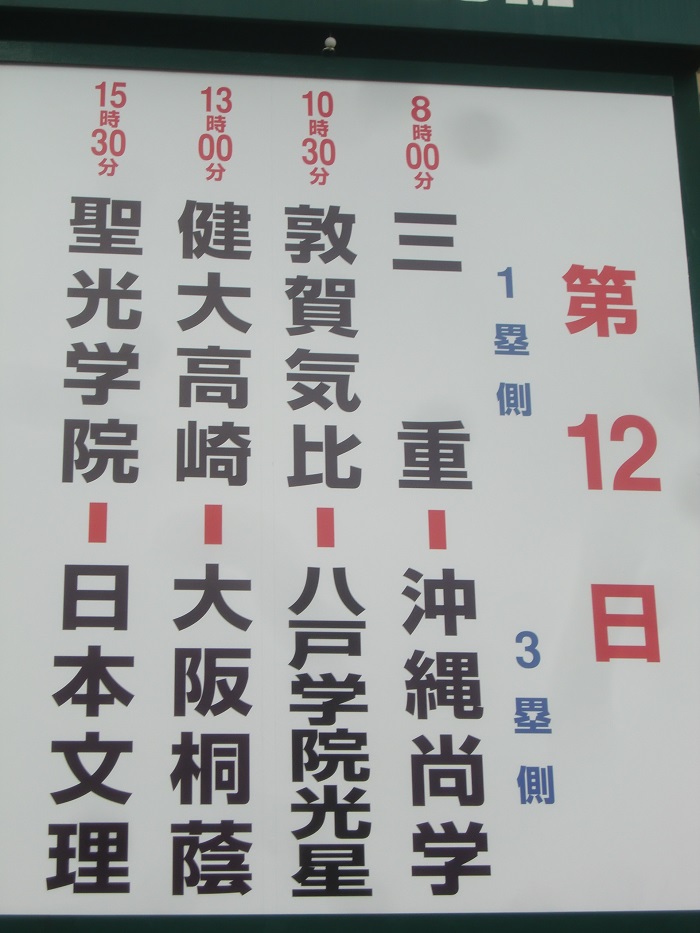 第12日
1塁側
3塁側
8時00分
三重 - 沖縄尚学
10時30分
敦賀気比 - 八戸学院光星
13時00分
健大高崎 - 大阪桐蔭
15時30分
聖光学院 - 日本文理